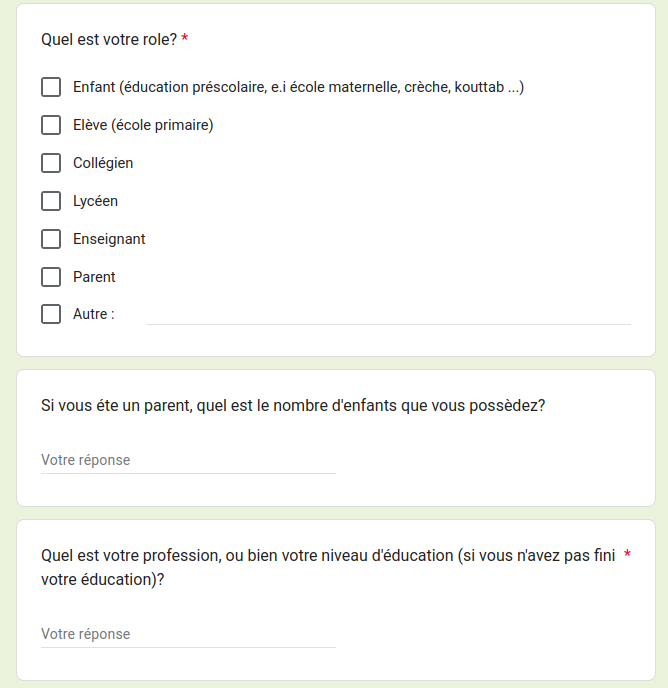 Quel est votre role? *
Enfant (éducation préscolaire, e.i école maternelle, crèche, kouttab ...)
Elève (école primaire)
Collégien
Lycéen
Enseignant
Parent
Autre :
Si vous éte un parent, quel est le nombre d'enfants que vous possèdez?
Votre réponse
Quel est votre profession, ou bien votre niveau d'éducation (si vous n'avez pas fini *
votre éducation)?
Votre réponse